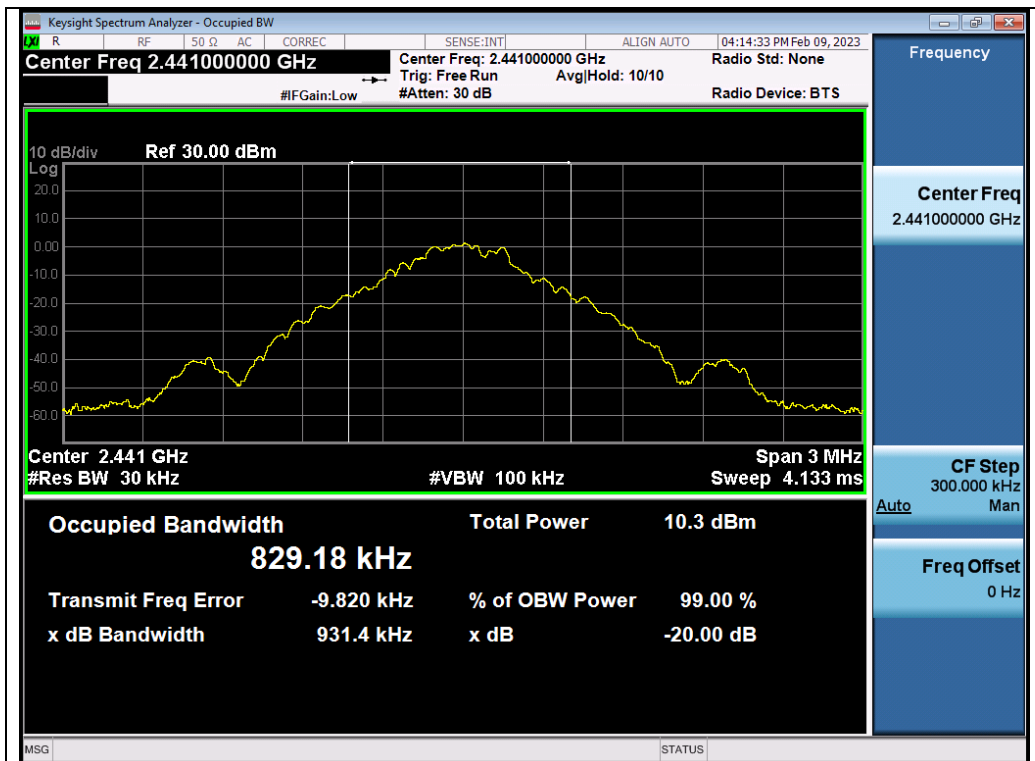 Keysight Spectrum Analyzer - Occupied BW
LXI R RF 50 Ω AC CORREC SENSE:INT ALIGN AUTO 04:14:33 PM Feb 09, 2023
Center Freq 2.441000000 GHz
#IFGain:Low
Center Freq: 2.441000000 GHz
Trig: Free Run Avg|Hold: 10/10
#Atten: 30 dB
Radio Std: None
Radio Device: BTS
10 dB/div Ref 30.00 dBm
Log
20.0
10.0
0.00
-10.0
-20.0
-30.0
-40.0
-50.0
-60.0
Center 2.441 GHz Span 3 MHz
#Res BW 30 kHz #VBW 100 kHz Sweep 4.133 ms
Occupied Bandwidth Total Power 10.3 dBm
829.18 kHz
Transmit Freq Error -9.820 kHz % of OBW Power 99.00 %
x dB Bandwidth 931.4 kHz x dB -20.00 dB
Frequency
Center Freq
2.441000000 GHz
CF Step
300.000 kHz
Auto Man
Freq Offset
0 Hz
MSG STATUS